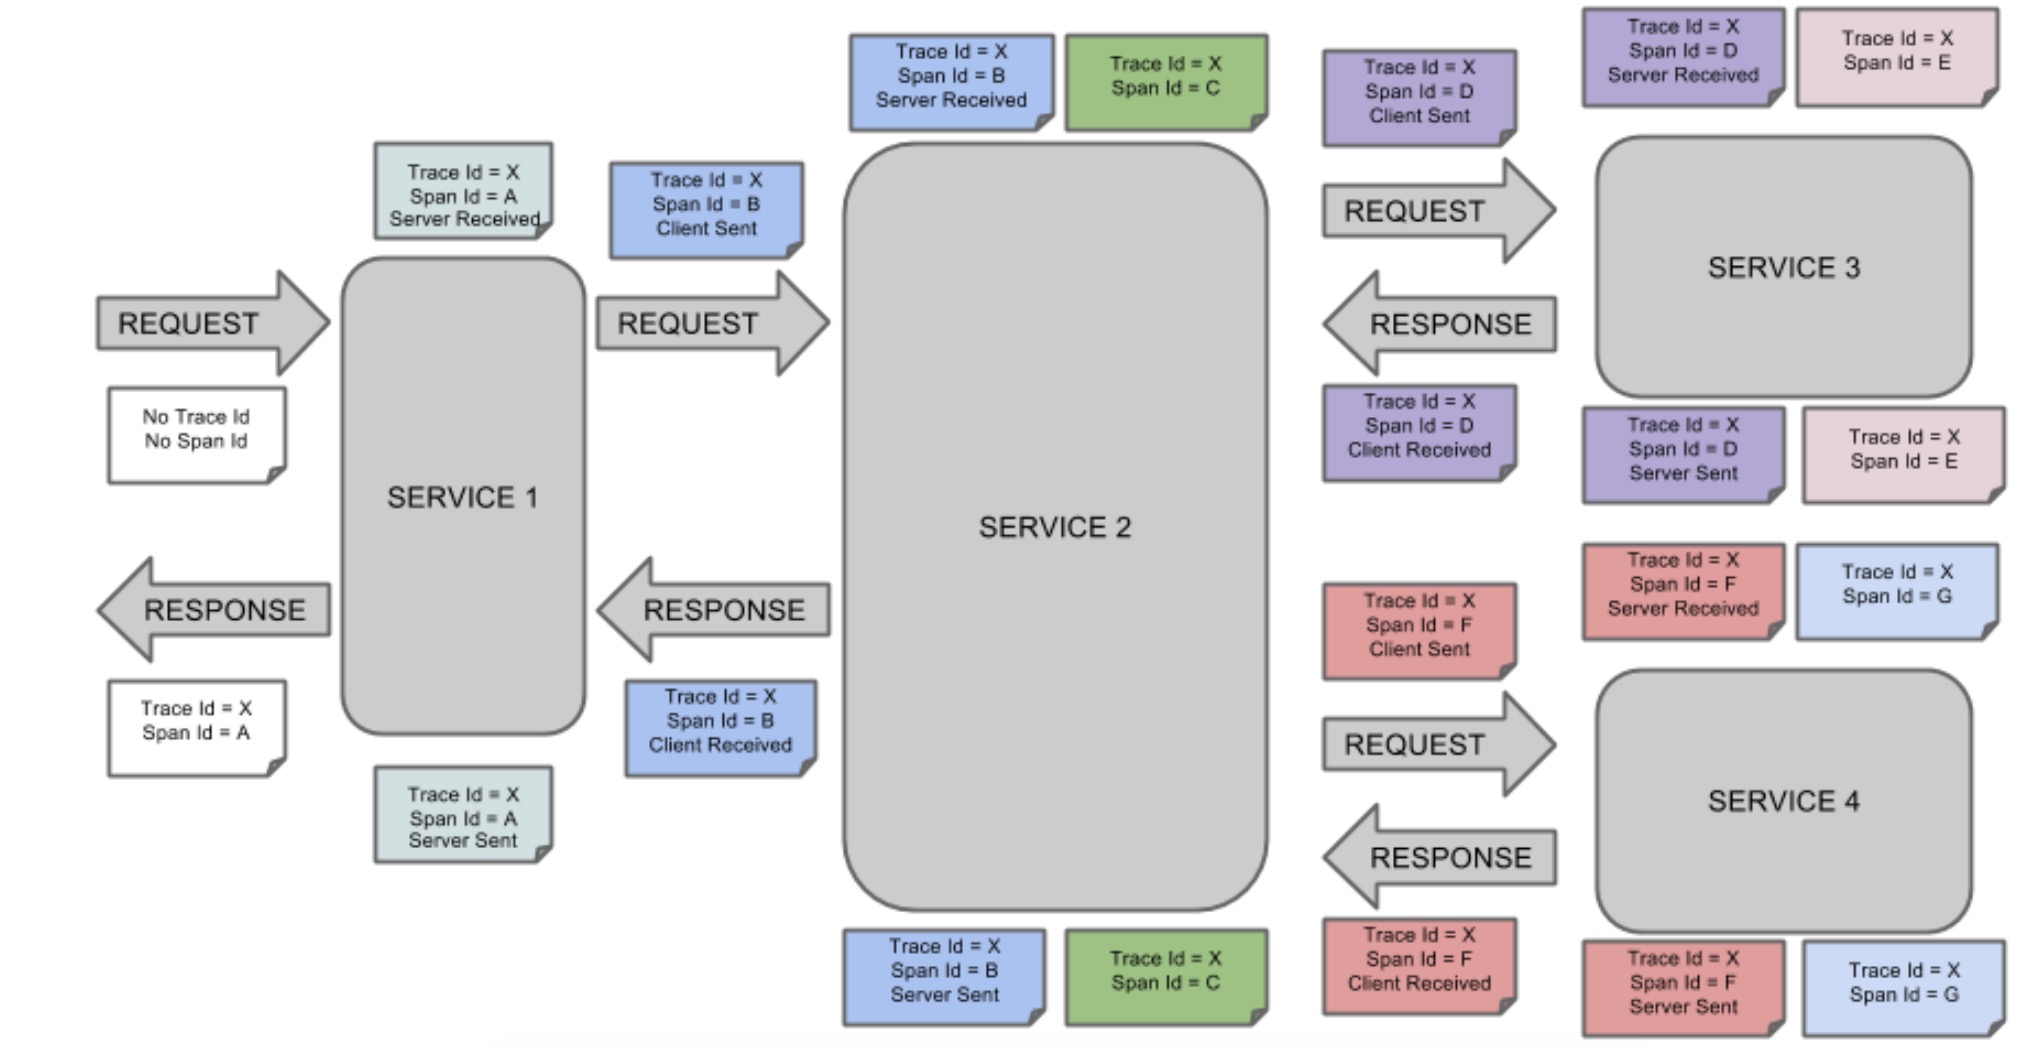 Trace Id = X
Span Id = D
Server Received
Trace Id = X
Span Id = E
Trace Id = X
Span Id = B
Server Received
Trace Id = X
Span Id = C
Trace Id = X
Span Id = D
Client Sent
Trace Id = X
Span Id = A
Server Received
Trace Id = X
Span Id = B
Client Sent
REQUEST
SERVICE 3
REQUEST
REQUEST
RESPONSE
No Trace Id
No Span Id
Trace Id = X
Span Id = D
Client Received
Trace Id = X
Span Id = D
Server Sent
Trace Id = X
Span Id = E
SERVICE 1
SERVICE 2
Trace Id = X
Span Id = F
Server Received
Trace Id = X
Span Id = G
RESPONSE
RESPONSE
Trace Id = X
Span Id = F
Client Sent
Trace Id = X
Span Id = A
Trace Id = X
Span Id = B
Client Received
REQUEST
SERVICE 4
Trace Id = X
Span Id = A
Server Sent
RESPONSE
Trace Id = X
Span Id = B
Server Sent
Trace Id = X
Span Id = C
Trace Id = X
Span Id = F
Client Received
Trace Id = X
Span Id = F
Server Sent
Trace Id = X
Span Id = G